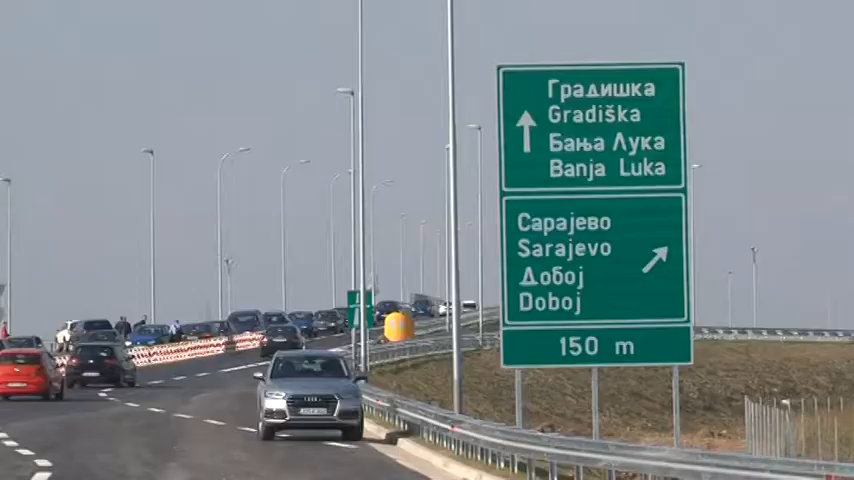 Градишка
Gradiška
Бања Лука
Banja Luka
Сарајево
Sarajevo
Добој
Doboj
150 m